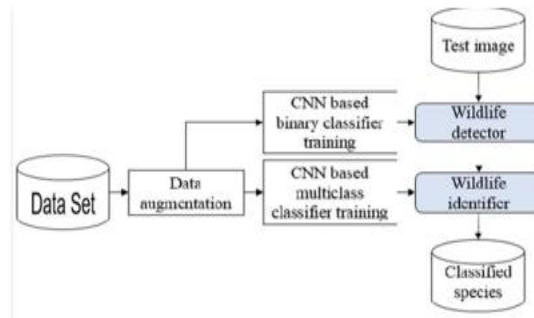 Test image
CNN based
binary classifier
training
Wildlife
detector
Data Set
Data
augmentation
CNN based
multiclass
classifier training
Wildlife
identifier
Classified
species